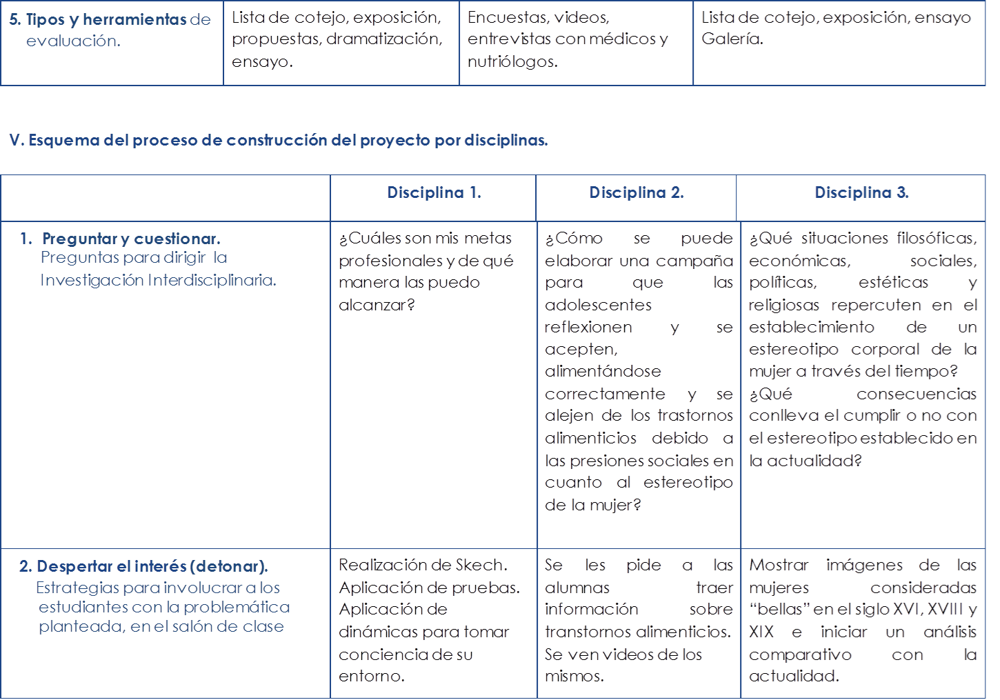 5. Tipos y herramientas de
evaluación.
Lista de cotejo, exposición,
propuestas, dramatización,
ensayo.
Encuestas, videos,
entrevistas con médicos y
nutriólogos.
Lista de cotejo, exposición, ensayo
Galería.
V. Esquema del proceso de construcción del proyecto por disciplinas.
Disciplina 1.
Disciplina 2.
Disciplina 3.
1. Preguntar y cuestionar.
Preguntas para dirigir la
Investigación Interdisciplinaria.
¿Cuáles son mis metas
profesionales y de qué
manera las puedo
alcanzar?
¿Cómo se puede
elaborar una campaña
para que las
adolescentes
reflexionen y se
acepten,
alimentándose
correctamente y se
alejen de los trastornos
alimenticios debido a
las presiones sociales en
cuanto al estereotipo
de la mujer?
¿Qué situaciones filosóficas,
económicas, sociales,
políticas, estéticas y
religiosas repercuten en el
establecimiento de un
estereotipo corporal de la
mujer a través del tiempo?
¿Qué consecuencias
conlleva el cumplir o no con
el estereotipo establecido en
la actualidad?
2. Despertar el interés (detonar).
Estrategias para involucrar a los
estudiantes con la problemática
planteada, en el salón de clase
Realización de Skech.
Aplicación de pruebas.
Aplicación de
dinámicas para tomar
conciencia de su
entorno.
Se les pide a las
alumnas traer
información sobre
transtornos alimenticios.
Se ven videos de los
mismos.
Mostrar imágenes de las
mujeres consideradas
“bellas” en el siglo XVI, XVIII y
XIX e iniciar un análisis
comparativo con la
actualidad.